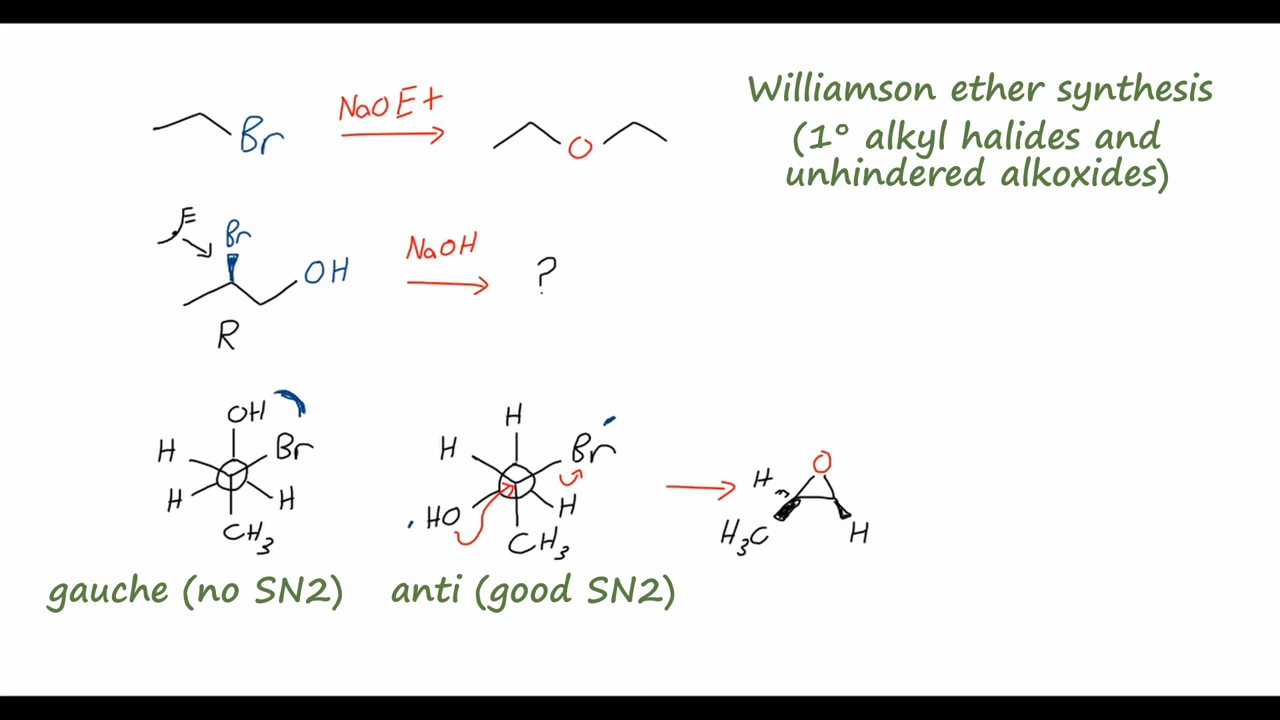 Williamson ether synthesis
(1° alkyl halides and
unhindered alkoxides)
Br
NaOEt
O
E
Br
OH
NaOH
?
R
OH
H
Br
H
H
CH3
H
H
Br
HO
H
CH3
O
H
H3C
H
gauche (no SN2)
anti (good SN2)